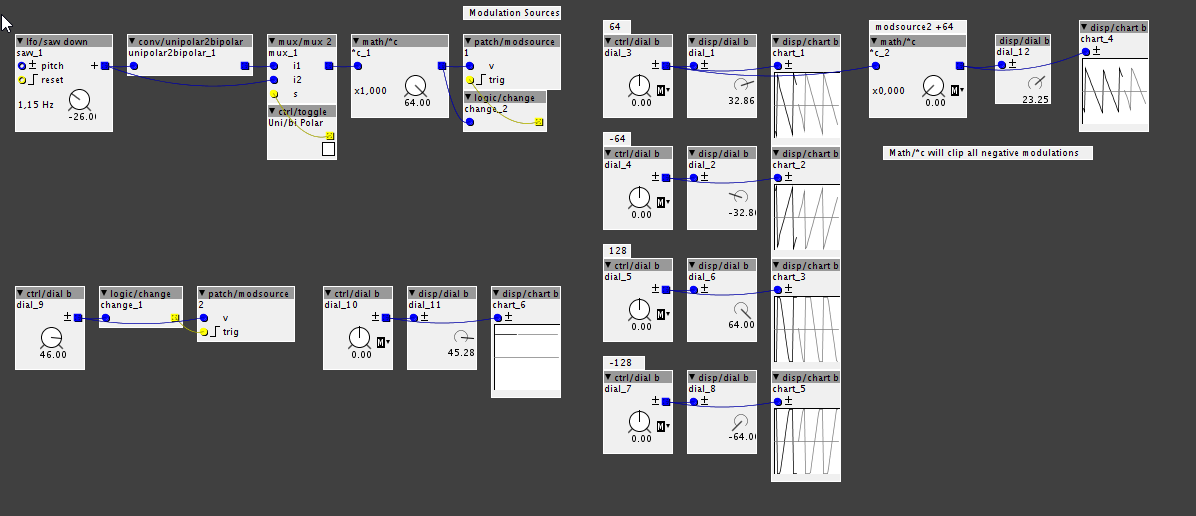 Modulation Sources
lfo/saw down
saw_1
pitch
reset
1,15 Hz
-26.00
conv/unipolar2bipolar
unipolar2bipolar_1
mux/mux 2
mux_1
i1
i2
s
ctrl/toggle
Uni/bi Polar
math/*c
*c_1
x1,000
64.00
patch/modsource
1
v
trig
logic/change
change_2
ctrl/dial b
dial_9
46.00
logic/change
change_1
patch/modsource
2
v
trig
ctrl/dial b
dial_10
0.00
M
disp/dial b
dial_11
45.28
disp/chart b
chart_6
64
ctrl/dial b
dial_3
0.00
M
disp/dial b
dial_1
32.86
disp/chart b
chart_1
-64
ctrl/dial b
dial_4
0.00
M
disp/dial b
dial_2
-32.8
disp/chart b
chart_2
128
ctrl/dial b
dial_5
0.00
M
disp/dial b
dial_6
64.00
disp/chart b
chart_3
-128
ctrl/dial b
dial_7
0.00
M
disp/dial b
dial_8
-64.0
disp/chart b
chart_5
modsource2 +64
math/*c
*c_2
x0,000
0.00
M
disp/dial b
dial_12
23.25
disp/chart b
chart_4
Math/*c will clip all negative modulations